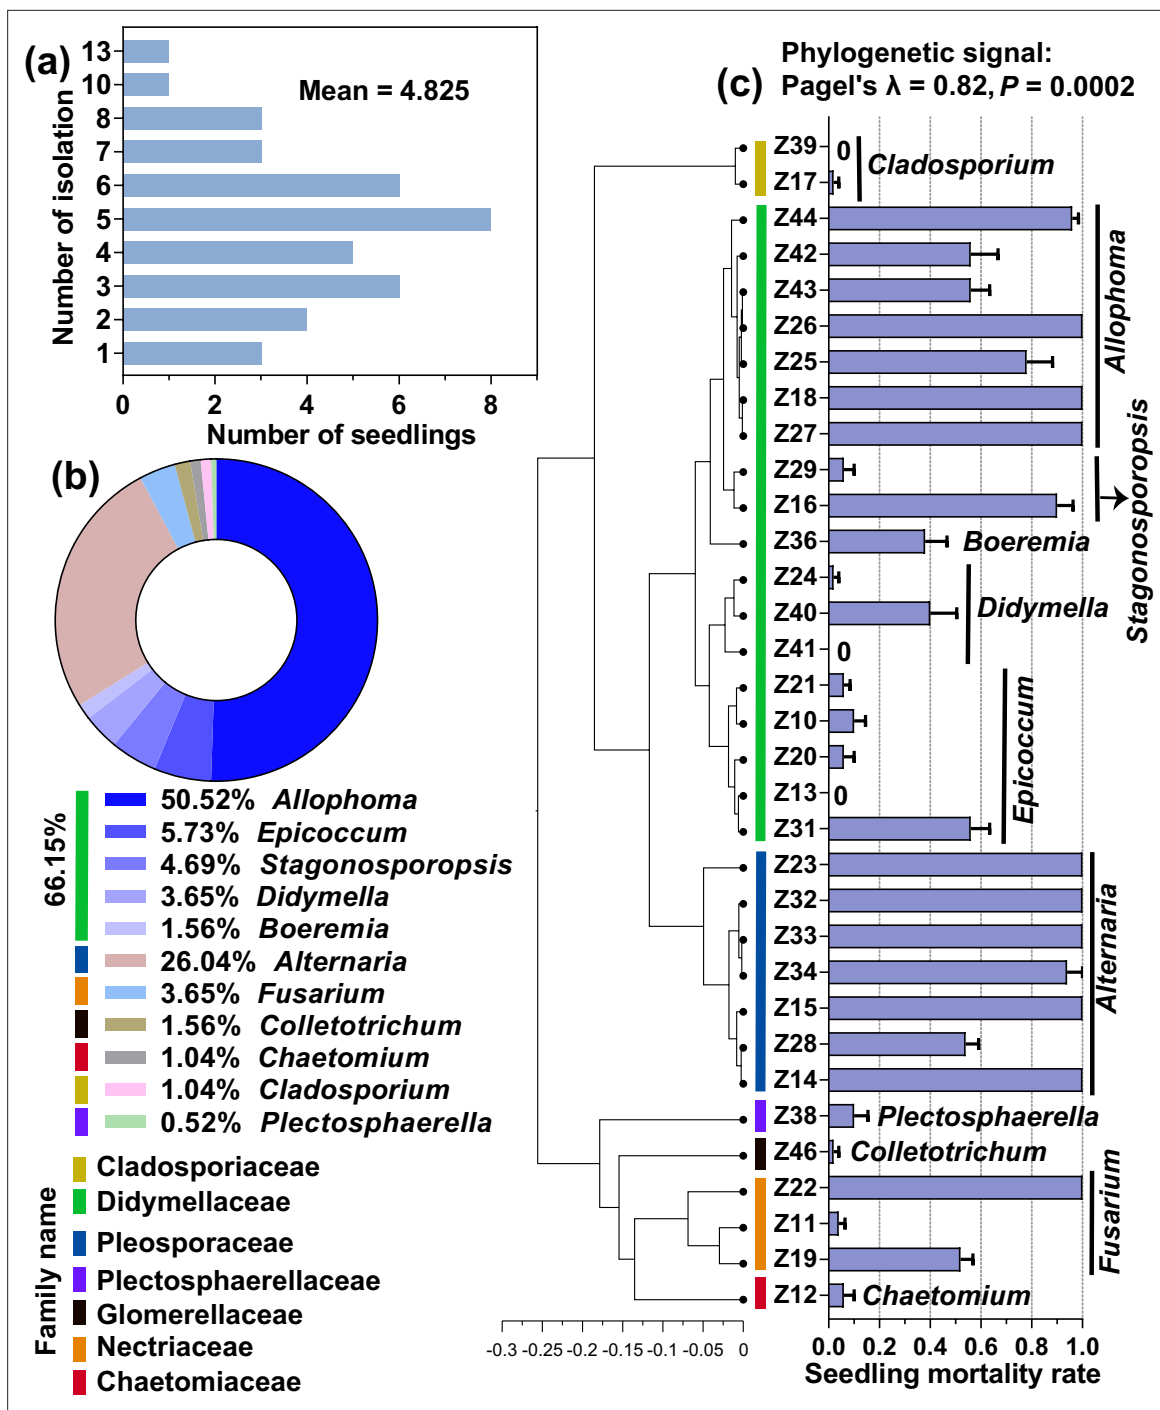 (a)
Number of isolation
13
10
8
7
6
5
4
3
2
1
Mean = 4.825
0 2 4 6 8
Number of seedlings
(b)
66.15%
50.52% Allophoma
5.73% Epicoccum
4.69% Stagonosporopsis
3.65% Didymella
1.56% Boeremia
26.04% Alternaria
3.65% Fusarium
1.56% Colletotrichum
1.04% Chaetomium
1.04% Cladosporium
0.52% Plectosphaerella
Family name
Cladosporiaceae
Didymellaceae
Pleosporaceae
Plectosphaerellaceae
Glomerellaceae
Nectriaceae
Chaetomiaceae
(c)
Phylogenetic signal:
Pagel's λ = 0.82, P = 0.0002
Z39 0
Z17
Cladosporium
Z44
Z42
Z43
Z26
Z25
Z18
Z27
Allophoma
Z29
Z16
Stagonosporopsis
Z36 Boeremia
Z24
Z40
Z41 0
Didymella
Z21
Z10
Z20
Z13 0
Z31
Epicoccum
Z23
Z32
Z33
Z34
Z15
Z28
Z14
Alternaria
Z38 Plectosphaerella
Z46 Colletotrichum
Z22
Z11
Z19
Fusarium
Z12 Chaetomium
-0.3 -0.25 -0.2 -0.15 -0.1 -0.05 0
0.0 0.2 0.4 0.6 0.8 1.0
Seedling mortality rate